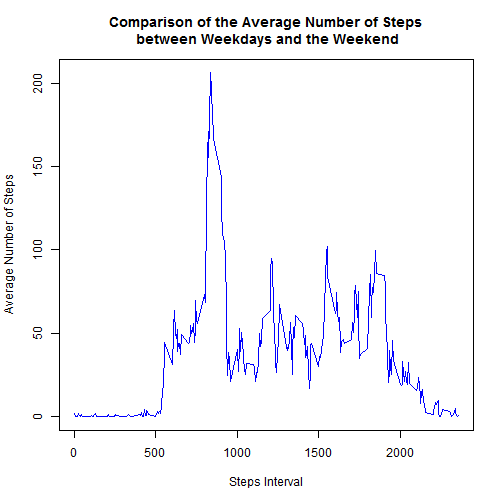 Comparison of the Average Number of Steps
between Weekdays and the Weekend
Average Number of Steps
200
150
100
50
0
0 500 1000 1500 2000
Steps Interval